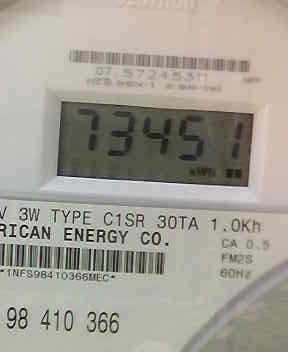 CENTRON
07.57245311
73451
kWh
V 3W TYPE C1SR 30TA 1.0Kh
RICAN ENERGY CO.
CA 0.5
FM2S
60Hz
*1NFS98410366MEC*
98 410 366